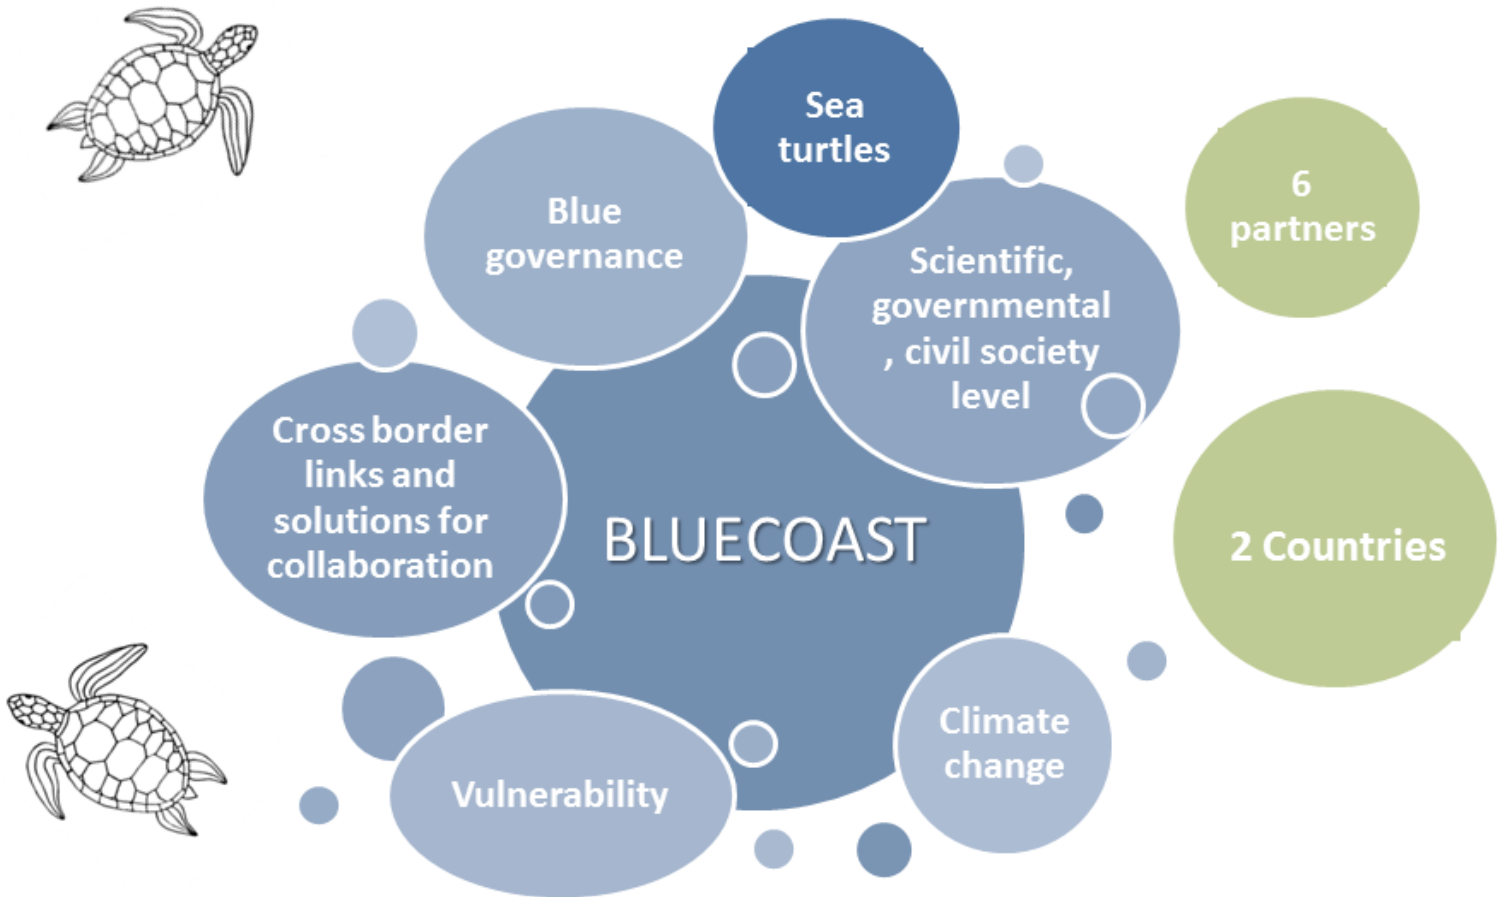 Sea
turtles
Blue
governance
6
partners
Scientific,
governmental
, civil society
level
Cross border
links and
solutions for
collaboration
BLUECOAST
2 Countries
Climate
change
Vulnerability